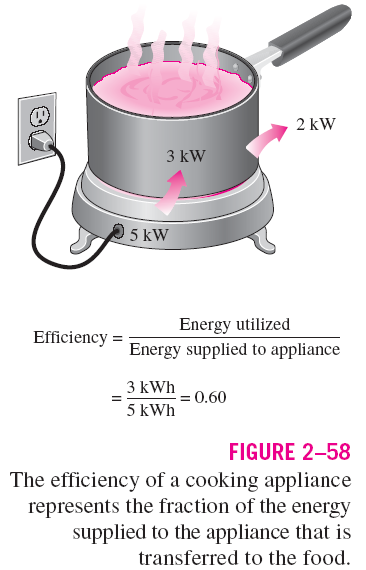 2 kW
3 kW
5 kW
Efficiency = Energy utilized / Energy supplied to appliance
= 3 kWh / 5 kWh = 0.60
FIGURE 2–58
The efficiency of a cooking appliance
represents the fraction of the energy
supplied to the appliance that is
transferred to the food.